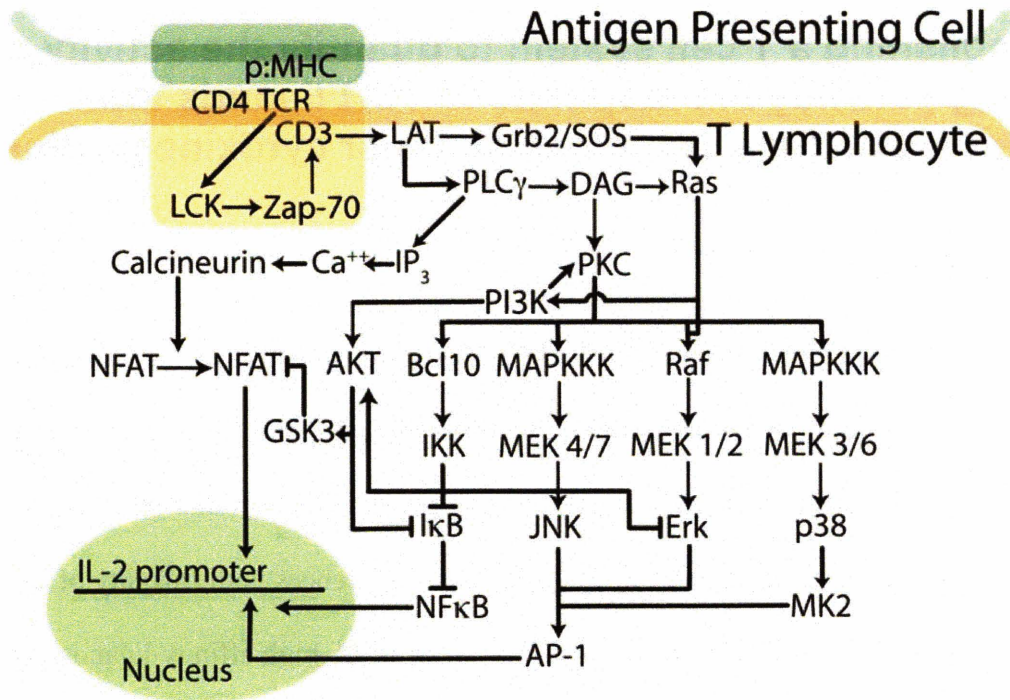 Antigen Presenting Cell
p:MHC
CD4 TCR
CD3 LAT Grb2/SOS T Lymphocyte
PLCγ DAG Ras
LCK Zap-70
Calcineurin Ca++ IP3 PKC
PI3K
NFAT NFAT AKT Bcl10 MAPKKK Raf MAPKKK
GSK3 IKK MEK 4/7 MEK 1/2 MEK 3/6
IκB JNK Erk p38
IL-2 promoter
NFκB MK2
AP-1
Nucleus